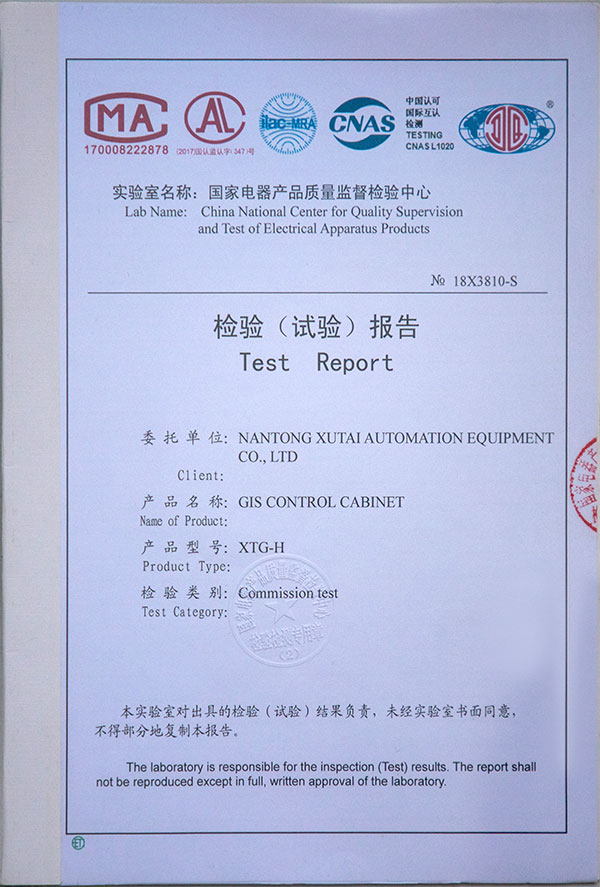 MA
170008222878
AL
(2017)国认监认字(347)号
ilac-MRA
CNAS
中国认可
国际互认
检测
TESTING
CNAS L1020
®
实验室名称：国家电器产品质量监督检验中心
Lab Name: China National Center for Quality Supervision
and Test of Electrical Apparatus Products
№ 18X3810-S
检验（试验）报告
Test Report
委托单位: NANTONG XUTAI AUTOMATION EQUIPMENT
CO., LTD
Client:
产品名称: GIS CONTROL CABINET
Name of Product:
产品型号: XTG-H
Product Type:
检验类别: Commission test
Test Category:
(2)
本实验室对出具的检验（试验）结果负责，未经实验室书面同意，
不得部分地复制本报告。
The laboratory is responsible for the inspection (Test) results. The report shall
not be reproduced except in full, written approval of the laboratory.